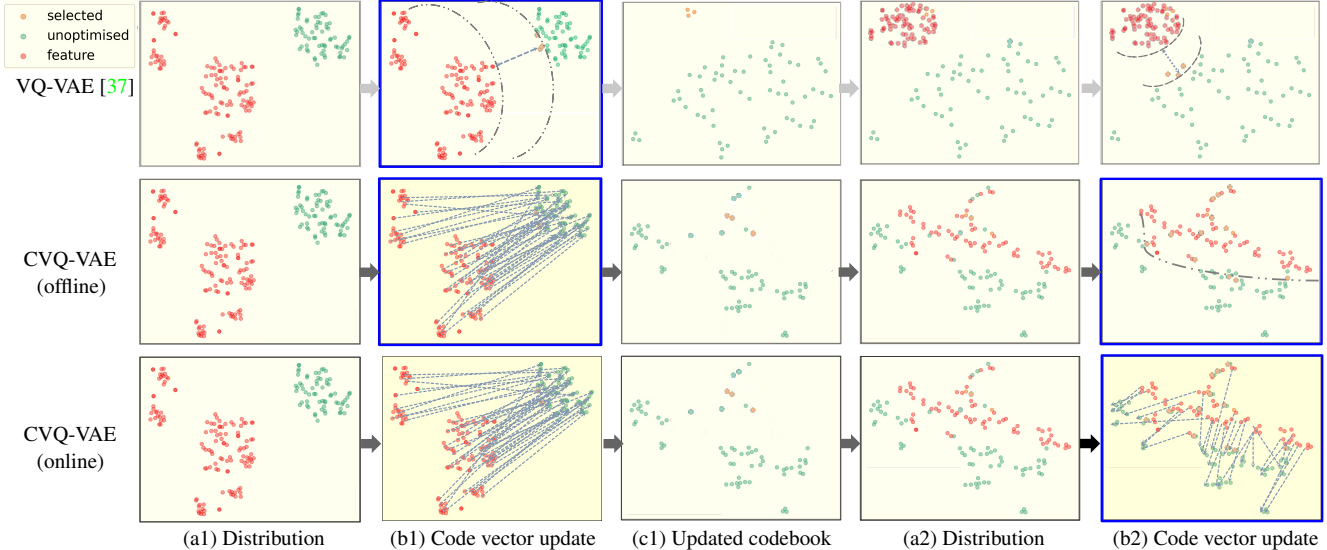 selected
unoptimised
feature
VQ-VAE [37]
CVQ-VAE
(offline)
CVQ-VAE
(online)
(a1) Distribution
(b1) Code vector update
(c1) Updated codebook
(a2) Distribution
(b2) Code vector update